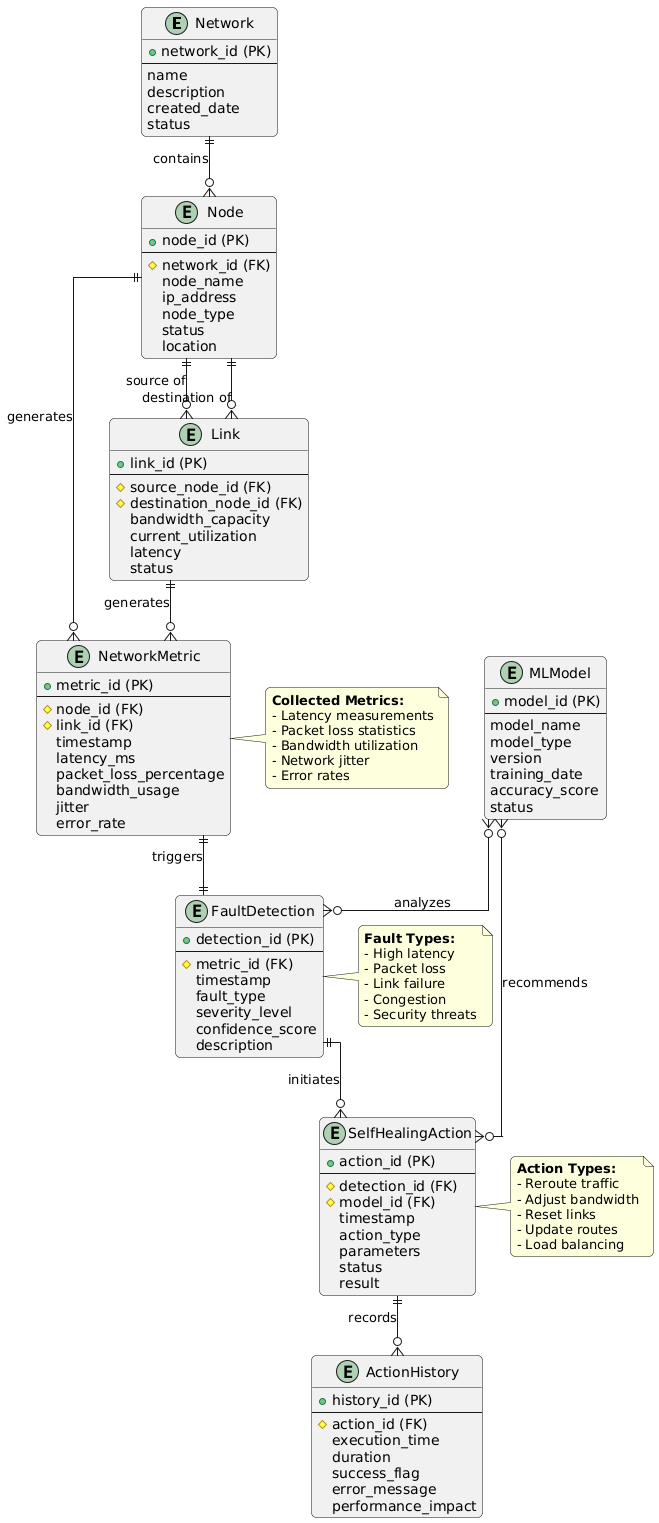 E Network
network_id (PK)
name
description
created_date
status
contains
E Node
node_id (PK)
network_id (FK)
node_name
ip_address
node_type
status
location
source of
destination of
generates
E Link
link_id (PK)
source_node_id (FK)
destination_node_id (FK)
bandwidth_capacity
current_utilization
latency
status
generates
E NetworkMetric
metric_id (PK)
node_id (FK)
link_id (FK)
timestamp
latency_ms
packet_loss_percentage
bandwidth_usage
jitter
error_rate
Collected Metrics:
- Latency measurements
- Packet loss statistics
- Bandwidth utilization
- Network jitter
- Error rates
E MLModel
model_id (PK)
model_name
model_type
version
training_date
accuracy_score
status
triggers
analyzes
E FaultDetection
detection_id (PK)
metric_id (FK)
timestamp
fault_type
severity_level
confidence_score
description
Fault Types:
- High latency
- Packet loss
- Link failure
- Congestion
- Security threats
recommends
initiates
E SelfHealingAction
action_id (PK)
detection_id (FK)
model_id (FK)
timestamp
action_type
parameters
status
result
Action Types:
- Reroute traffic
- Adjust bandwidth
- Reset links
- Update routes
- Load balancing
records
E ActionHistory
history_id (PK)
action_id (FK)
execution_time
duration
success_flag
error_message
performance_impact